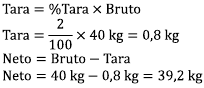 Tara = %Tara × Bruto
Tara = 2/100 × 40 kg = 0,8 kg
Neto = Bruto − Tara
Neto = 40 kg − 0,8 kg = 39,2 kg